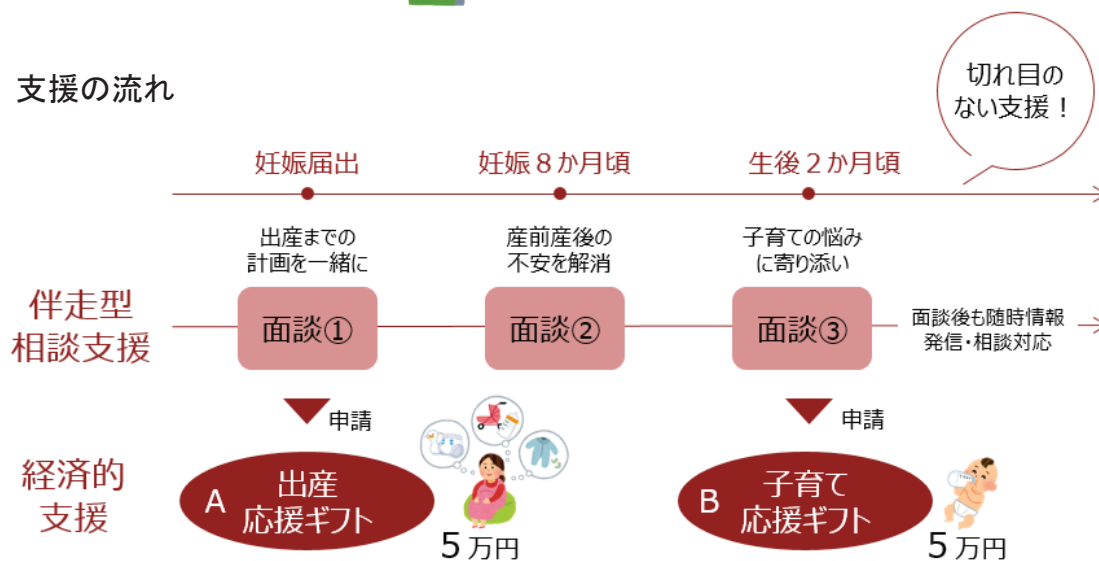 支援の流れ
切れ目の
ない支援！
妊娠届出
妊娠８か月頃
生後２か月頃
出産までの
計画を一緒に
産前産後の
不安を解消
子育ての悩み
に寄り添い
伴走型
相談支援
面談①
面談②
面談③
面談後も随時情報
発信・相談対応
申請
申請
経済的
支援
A
出産
応援ギフト
５万円
B
子育て
応援ギフト
５万円